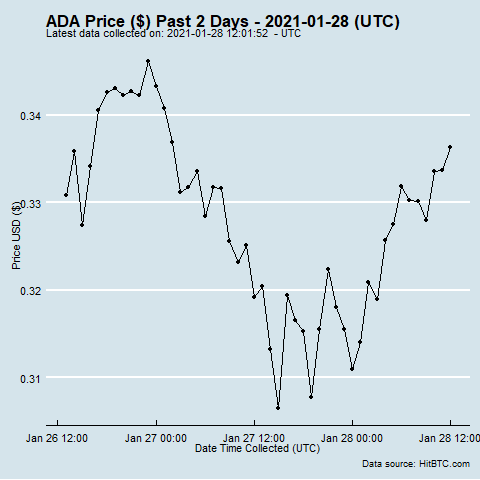 ADA Price ($) Past 2 Days - 2021-01-28 (UTC)
Latest data collected on: 2021-01-28 12:01:52 - UTC
0.34
0.33
0.32
0.31
Price USD ($)
Jan 26 12:00 Jan 27 00:00 Jan 27 12:00 Jan 28 00:00 Jan 28 12:00
Date Time Collected (UTC)
Data source: HitBTC.com